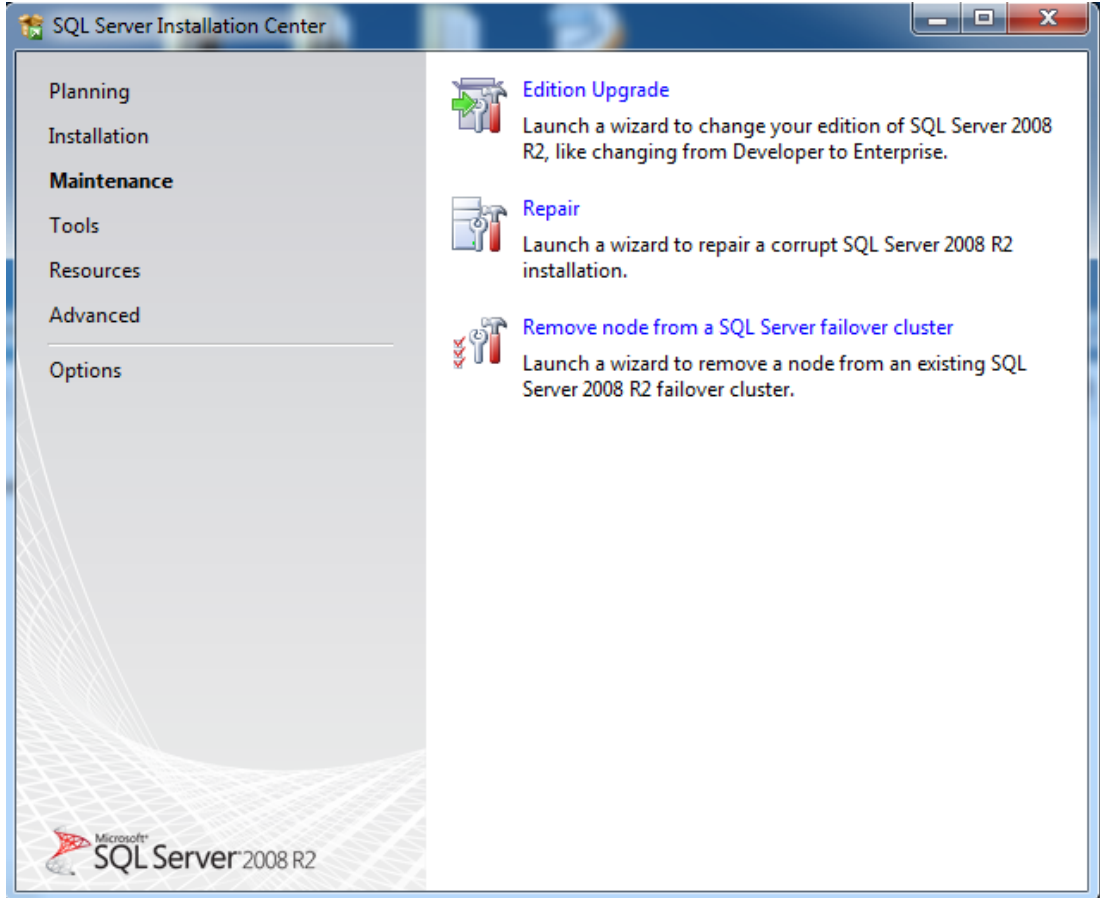 SQL Server Installation Center
Planning
Installation
Maintenance
Tools
Resources
Advanced
Options
Edition Upgrade
Launch a wizard to change your edition of SQL Server 2008
R2, like changing from Developer to Enterprise.
Repair
Launch a wizard to repair a corrupt SQL Server 2008 R2
installation.
Remove node from a SQL Server failover cluster
Launch a wizard to remove a node from an existing SQL
Server 2008 R2 failover cluster.
Microsoft®
SQL Server® 2008 R2